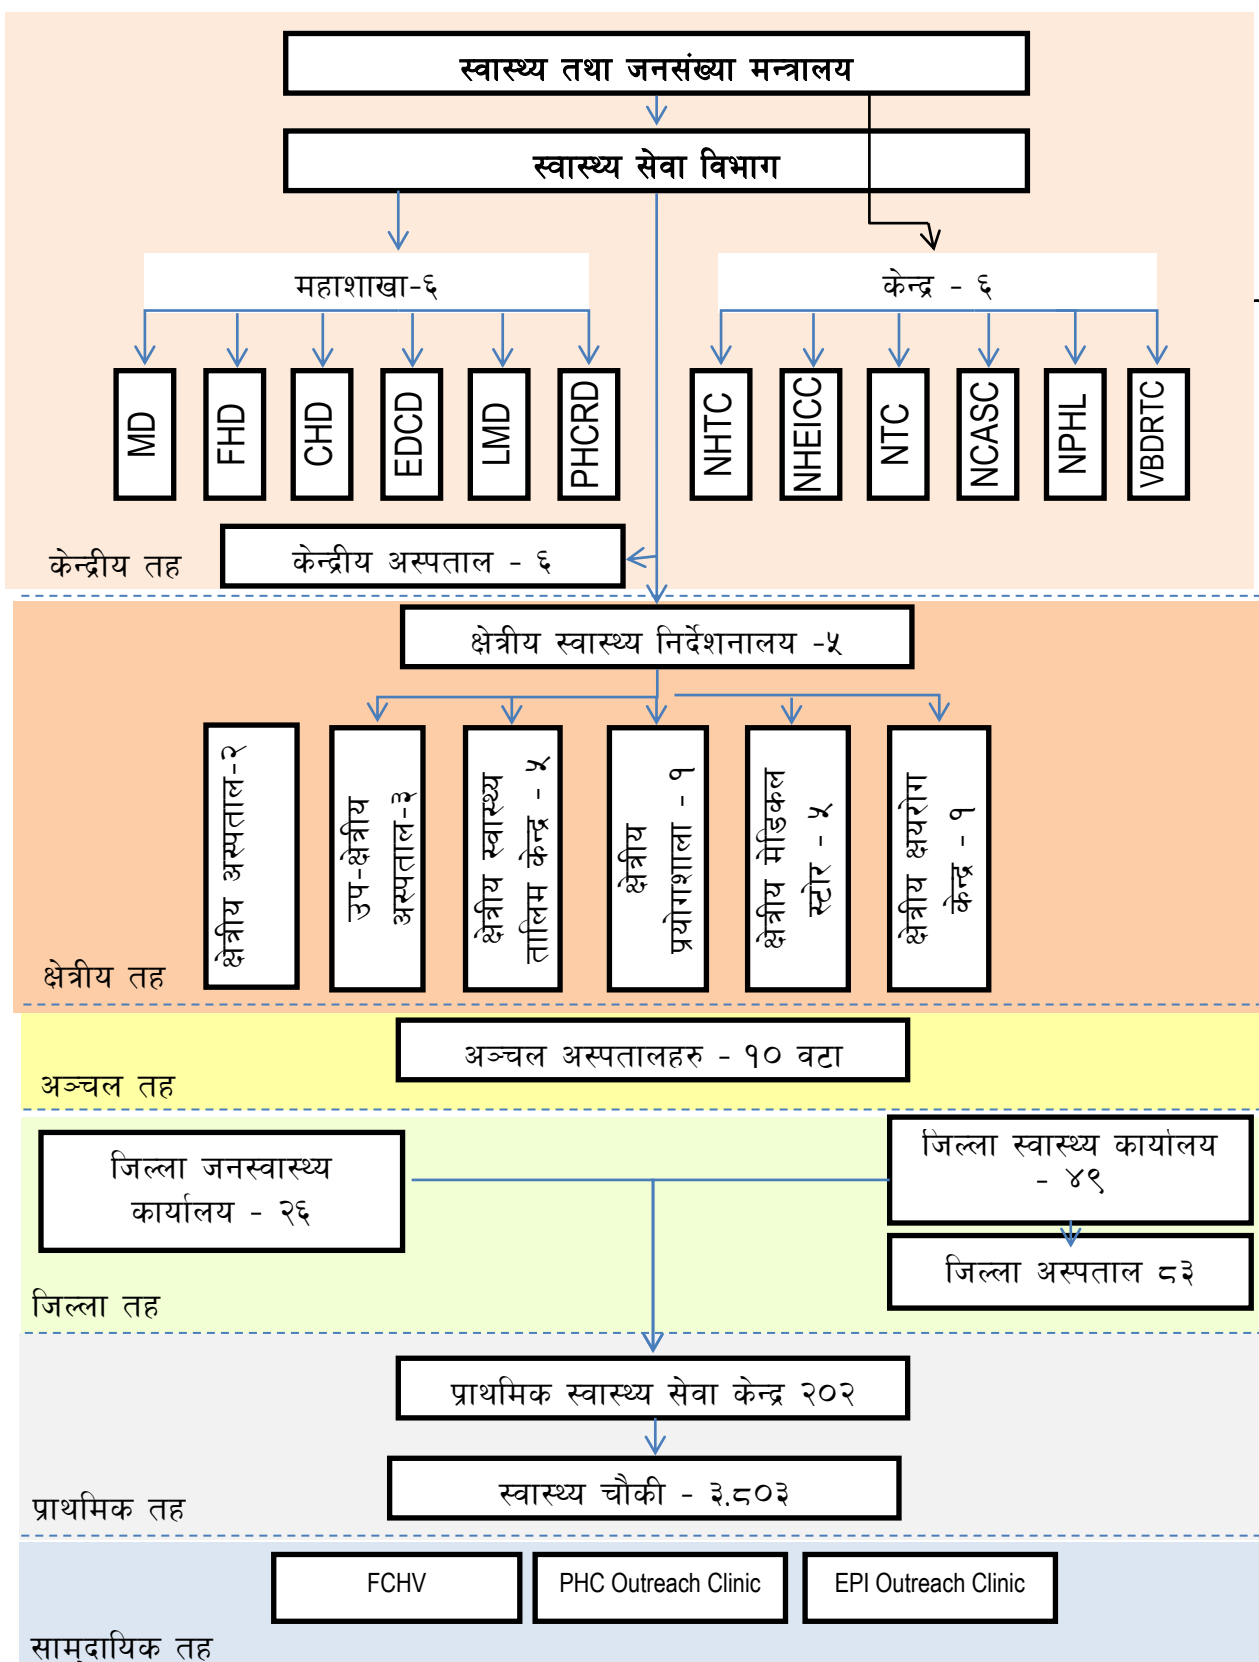 स्वास्थ्य तथा जनसंख्या मन्त्रालय
स्वास्थ्य सेवा विभाग
महाशाखा-६
केन्द्र - ६
MD
FHD
CHD
EDCD
LMD
PHCRD
NHTC
NHEICC
NTC
NCASC
NPHL
VBDRTC
केन्द्रीय अस्पताल - ६
केन्द्रीय तह
क्षेत्रीय स्वास्थ्य निर्देशनालय -५
क्षेत्रीय अस्पताल-२
उप-क्षेत्रीय
अस्पताल-३
क्षेत्रीय स्वास्थ्य
तालिम केन्द्र - ५
क्षेत्रीय
प्रयोगशाला - १
क्षेत्रीय मेडिकल
स्टोर - ५
क्षेत्रीय क्षयरोग
केन्द्र - १
क्षेत्रीय तह
अञ्चल अस्पतालहरु - १० वटा
अञ्चल तह
जिल्ला जनस्वास्थ्य
कार्यालय - २६
जिल्ला स्वास्थ्य कार्यालय
- ४९
जिल्ला अस्पताल ८३
जिल्ला तह
प्राथमिक स्वास्थ्य सेवा केन्द्र २०२
स्वास्थ्य चौकी - ३.८०३
प्राथमिक तह
FCHV
PHC Outreach Clinic
EPI Outreach Clinic
सामुदायिक तह